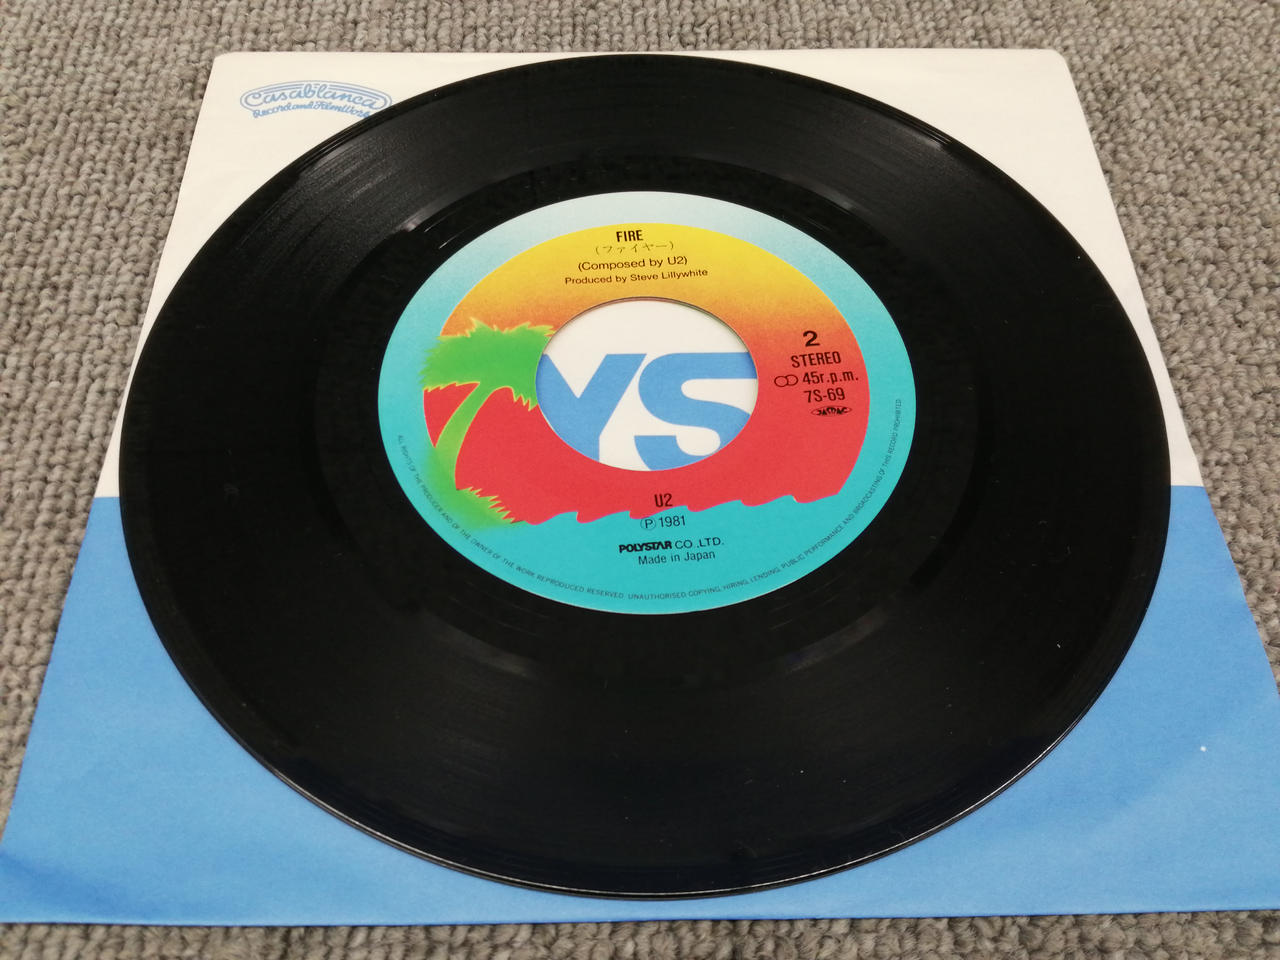 Casablanca
Record and FilmWorks
FIRE
(ファイヤー)
(Composed by U2)
Produced by Steve Lillywhite
2
STEREO
45r.p.m.
7S-69
JASRAC
YS
U2
Ⓟ 1981
POLYSTAR CO.,LTD.
Made in Japan
ALL RIGHTS OF THE PRODUCER AND OF THE OWNER OF THE WORK REPRODUCED RESERVED. UNAUTHORISED COPYING, HIRING, LENDING, PUBLIC PERFORMANCE AND BROADCASTING OF THIS RECORD PROHIBITED